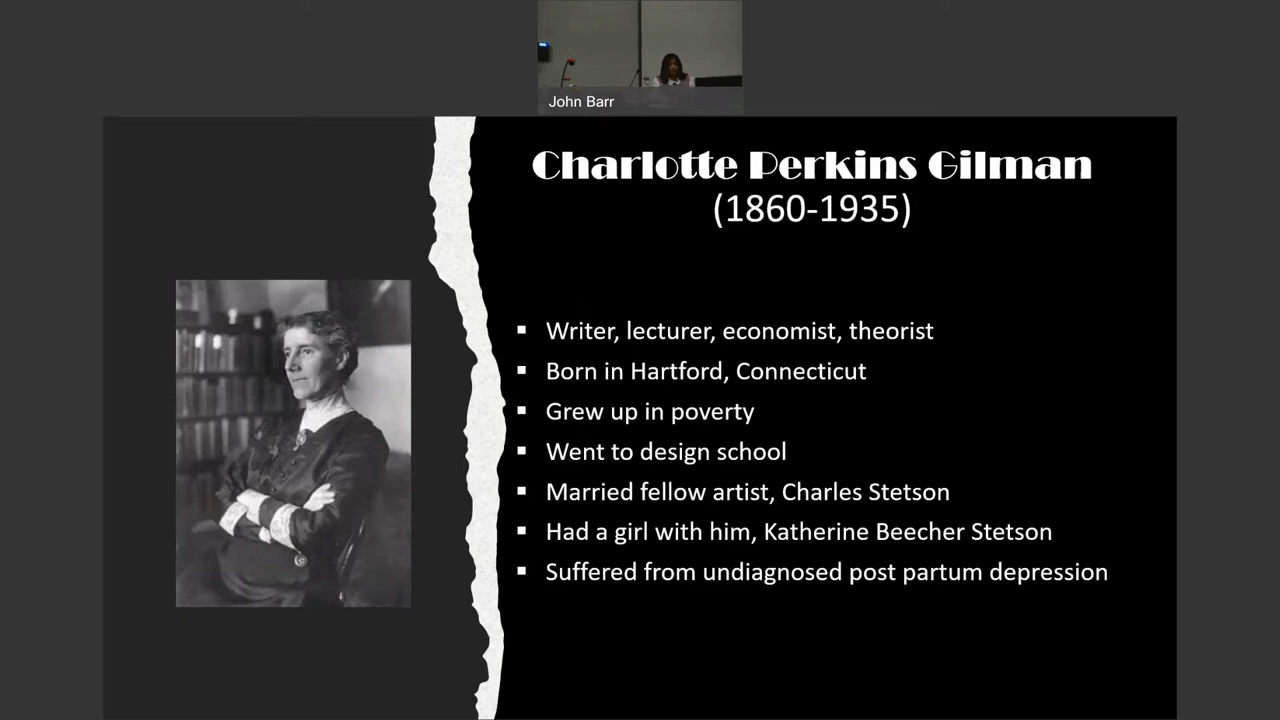 John Barr
Charlotte Perkins Gilman
(1860-1935)
▪ Writer, lecturer, economist, theorist
▪ Born in Hartford, Connecticut
▪ Grew up in poverty
▪ Went to design school
▪ Married fellow artist, Charles Stetson
▪ Had a girl with him, Katherine Beecher Stetson
▪ Suffered from undiagnosed post partum depression